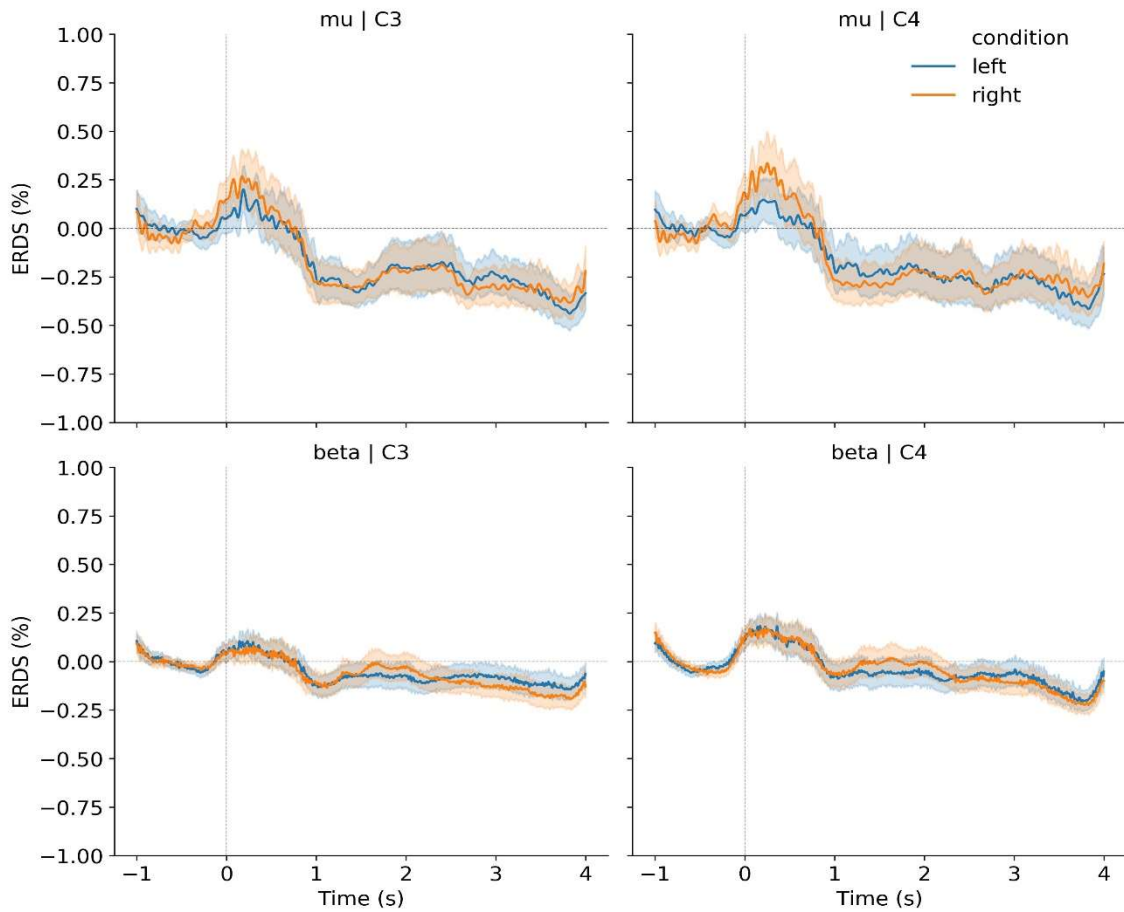 mu | C3
mu | C4
condition
left
right
1.00
0.75
0.50
0.25
0.00
−0.25
−0.50
−0.75
−1.00
ERDS (%)
beta | C3
beta | C4
1.00
0.75
0.50
0.25
0.00
−0.25
−0.50
−0.75
−1.00
ERDS (%)
−1 0 1 2 3 4
−1 0 1 2 3 4
Time (s)
Time (s)